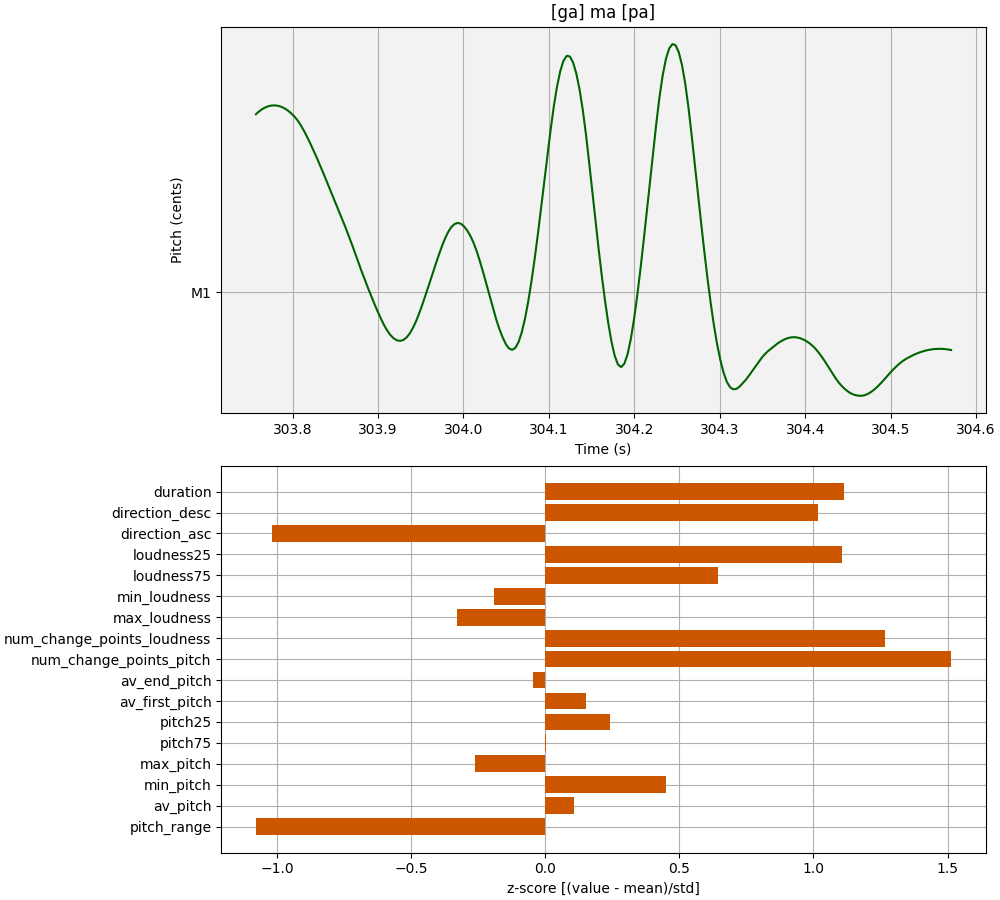 [ga] ma [pa]
Pitch (cents)
M1
303.8 303.9 304.0 304.1 304.2 304.3 304.4 304.5 304.6
Time (s)
duration
direction_desc
direction_asc
loudness25
loudness75
min_loudness
max_loudness
num_change_points_loudness
num_change_points_pitch
av_end_pitch
av_first_pitch
pitch25
pitch75
max_pitch
min_pitch
av_pitch
pitch_range
−1.0 −0.5 0.0 0.5 1.0 1.5
z-score [(value - mean)/std]